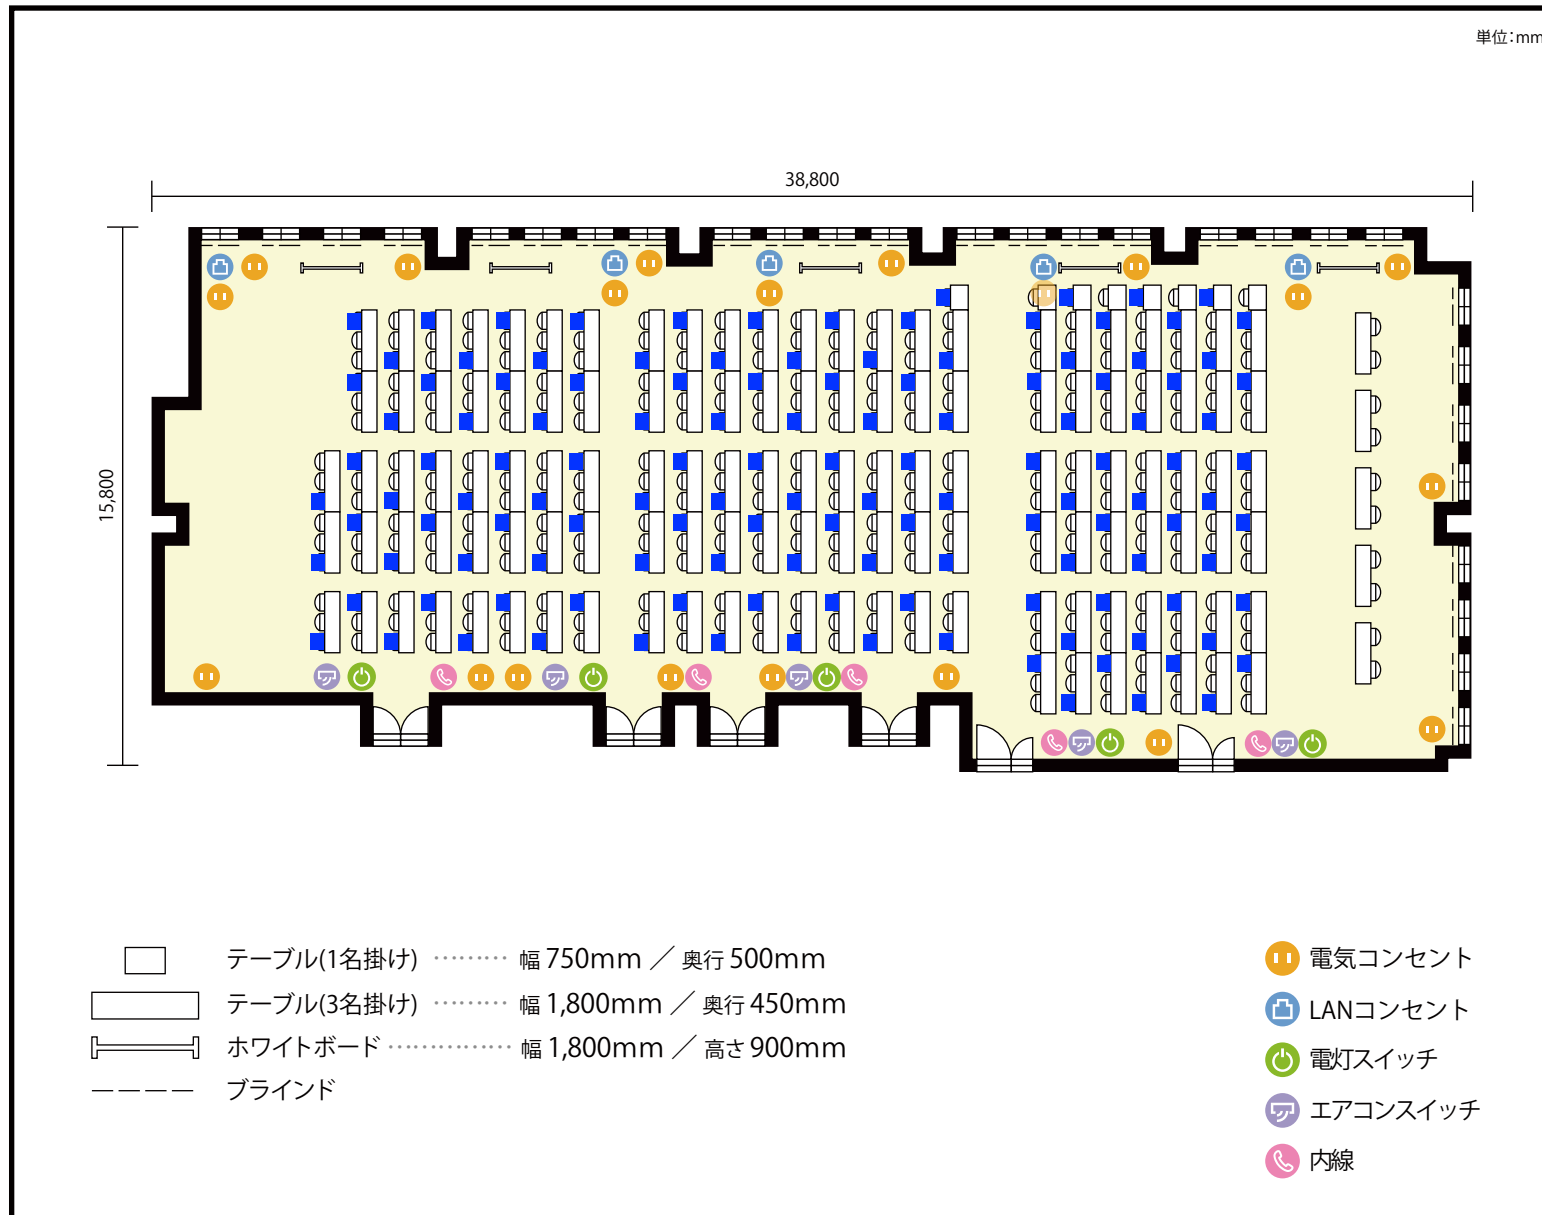 単位：mm
38,800
15,800
テーブル(1名掛け) ……… 幅 750mm ／ 奥行 500mm
テーブル(3名掛け) ……… 幅 1,800mm ／ 奥行 450mm
ホワイトボード …………… 幅 1,800mm ／ 高さ 900mm
ブラインド
電気コンセント
LANコンセント
電灯スイッチ
エアコンスイッチ
内線